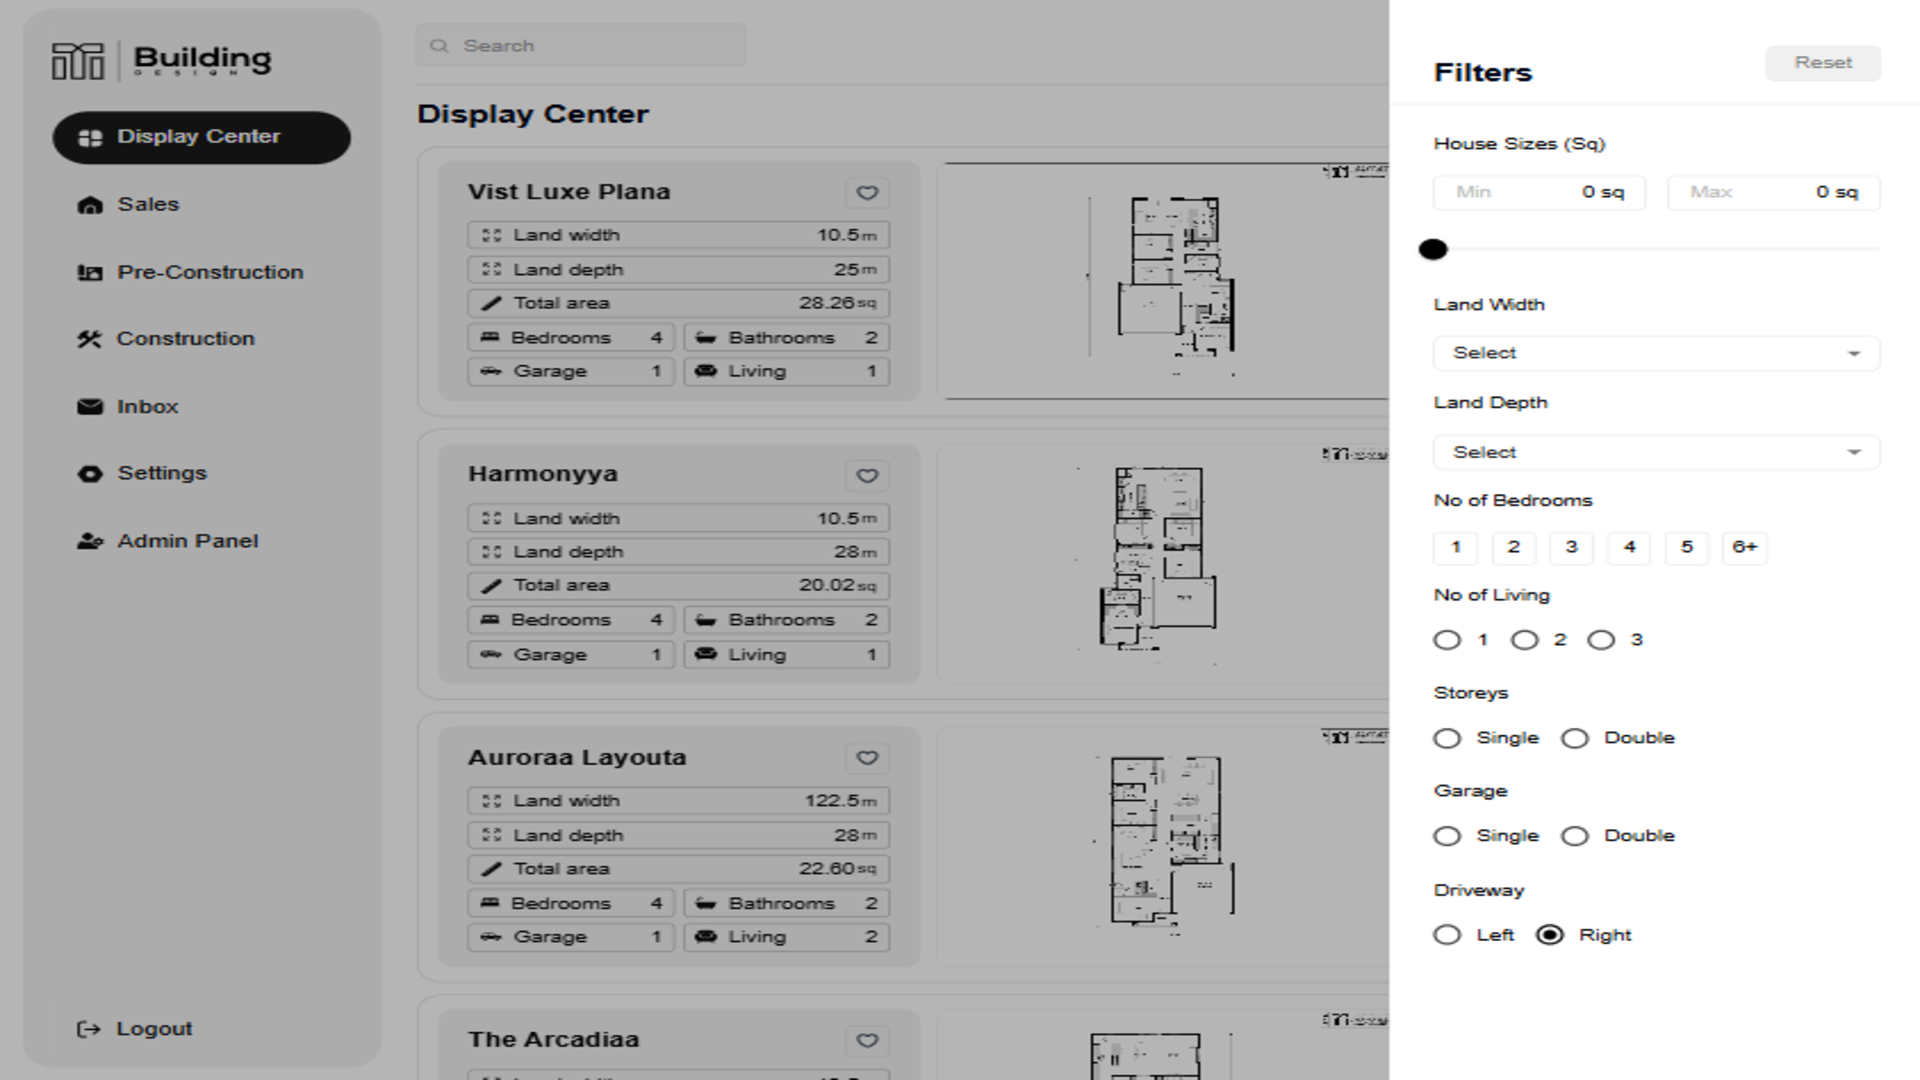 Building
DESIGN
Display Center
Sales
Pre-Construction
Construction
Inbox
Settings
Admin Panel
Logout
Search
Display Center
Vist Luxe Plana
Land width 10.5m
Land depth 25m
Total area 28.26sq
Bedrooms 4 Bathrooms 2
Garage 1 Living 1
Harmonyya
Land width 10.5m
Land depth 28m
Total area 20.02sq
Bedrooms 4 Bathrooms 2
Garage 1 Living 1
Auroraa Layouta
Land width 122.5m
Land depth 28m
Total area 22.60sq
Bedrooms 4 Bathrooms 2
Garage 1 Living 2
The Arcadiaa
Filters
Reset
House Sizes (Sq)
Min 0 sq Max 0 sq
Land Width
Select
Land Depth
Select
No of Bedrooms
1 2 3 4 5 6+
No of Living
1 2 3
Storeys
Single Double
Garage
Single Double
Driveway
Left Right